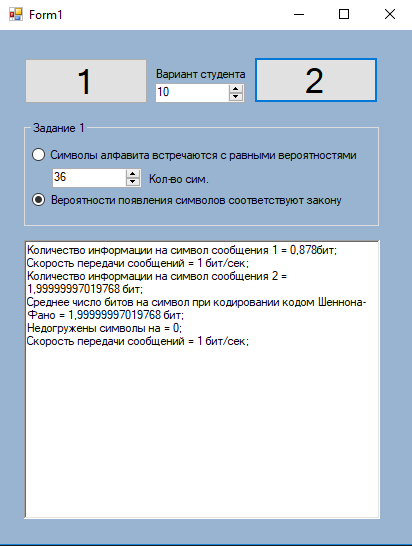 Form1
1
Вариант студента
10
2
Задание 1
Символы алфавита встречаются с равными вероятностями
36
Кол-во сим.
Вероятности появления символов соответствуют закону
Количество информации на символ сообщения 1 = 0,878бит;
Скорость передачи сообщений = 1 бит/сек;
Количество информации на символ сообщения 2 =
1,99999997019768 бит;
Среднее число битов на символ при кодировании кодом Шеннона-
Фано = 1,99999997019768 бит;
Недогружены символы на = 0;
Скорость передачи сообщений = 1 бит/сек;